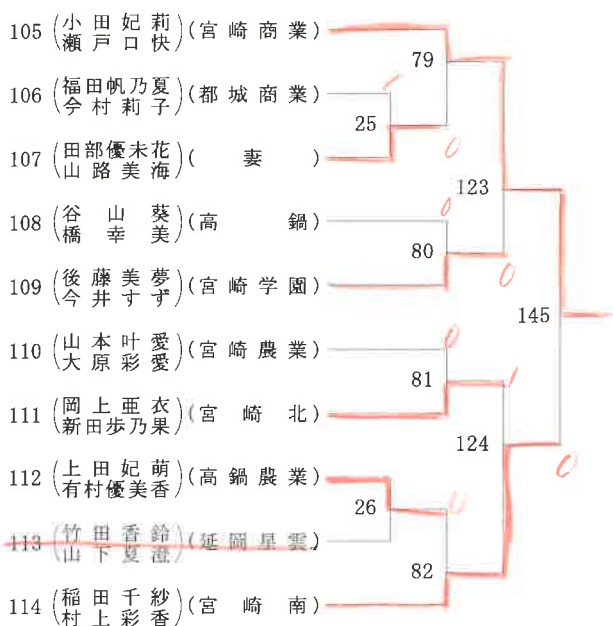 105 (小田妃莉 瀬戸口快) (宮崎商業)
79
106 (福田帆乃夏 今村莉子) (都城商業)
1
25
107 (田部優未花 山路美海) (妻)
0
123
108 (谷山葵 橋幸美) (高鍋)
0
80
109 (後藤美夢 今井すず) (宮崎学園)
0
145
110 (山本叶愛 大原彩愛) (宮崎農業)
0
81
111 (岡上亜衣 新田歩乃果) (宮崎北)
1
124
112 (上田妃萌 有村優美香) (高鍋農業)
0
0
26
113 (竹田香鈴 山下夏澄) (延岡星雲)
82
114 (稲田千紗 村上彩香) (宮崎南)